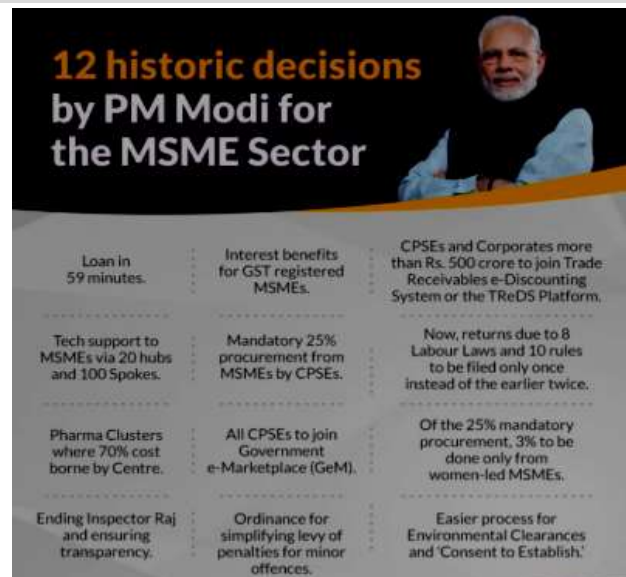 12 historic decisions
by PM Modi for
the MSME Sector
Loan in
59 minutes.
Interest benefits
for GST registered
MSMEs.
CPSEs and Corporates more
than Rs. 500 crore to join Trade
Receivables e-Discounting
System or the TReDS Platform.
Tech support to
MSMEs via 20 hubs
and 100 Spokes.
Mandatory 25%
procurement from
MSMEs by CPSEs.
Now, returns due to 8
Labour Laws and 10 rules
to be filed only once
instead of the earlier twice.
Pharma Clusters
where 70% cost
borne by Centre.
All CPSEs to join
Government
e-Marketplace (GeM).
Of the 25% mandatory
procurement, 3% to be
done only from
women-led MSMEs.
Ending Inspector Raj
and ensuring
transparency.
Ordinance for
simplifying levy of
penalties for minor
offences.
Easier process for
Environmental Clearances
and 'Consent to Establish.'